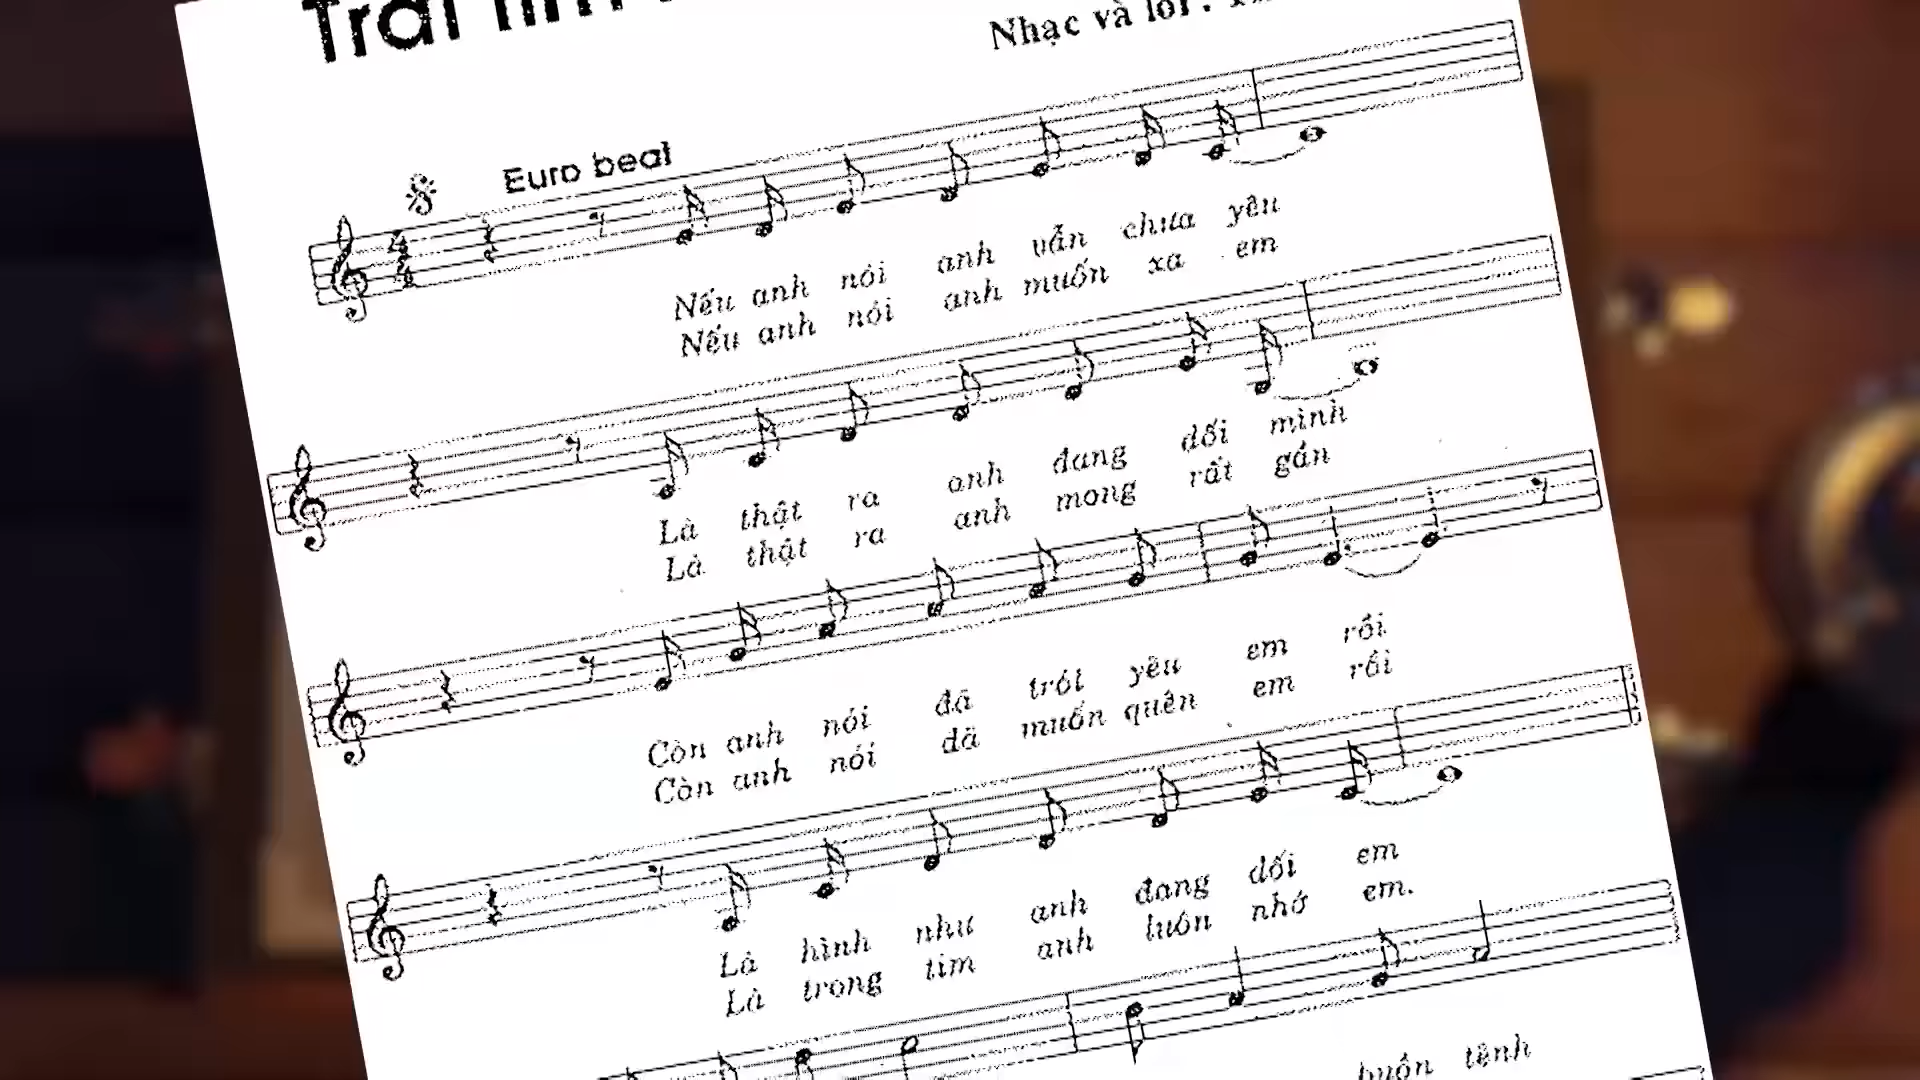 Nhạc và lời:
Euro beat
Nếu anh nói anh vẫn chưa yêu
Nếu anh nói anh muốn xa em
Là thật ra anh đang dối mình
Là thật ra anh mong rất gần
Còn anh nói đã trót yêu em rồi
Còn anh nói đã muốn quên em rồi
Là hình như anh đang dối em
Là trong tim anh luôn nhớ em.
buồn tênh